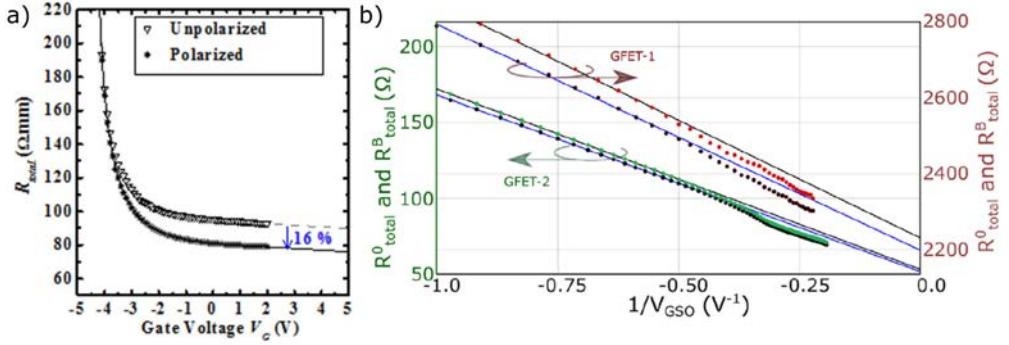 a)
220
200
180
160
140
120
100
80
60
R_total (Ωmm)
Unpolarized
Polarized
16 %
-5 -4 -3 -2 -1 0 1 2 3 4 5
Gate Voltage V_G (V)
b)
200
150
100
50
R⁰_total and Rᴮ_total (Ω)
GFET-1
GFET-2
2800
2600
2400
2300
2200
R⁰_total and Rᴮ_total (Ω)
-1.0 -0.75 -0.50 -0.25 0.0
1/V_GSO (V⁻¹)